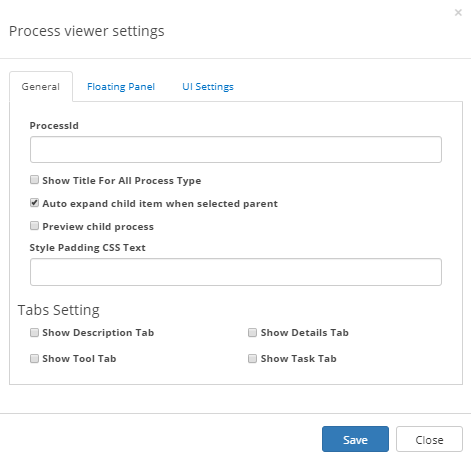 ×
Process viewer settings
General Floating Panel UI Settings
ProcessId
Show Title For All Process Type
Auto expand child item when selected parent
Preview child process
Style Padding CSS Text
Tabs Setting
Show Description Tab Show Details Tab
Show Tool Tab Show Task Tab
Save Close